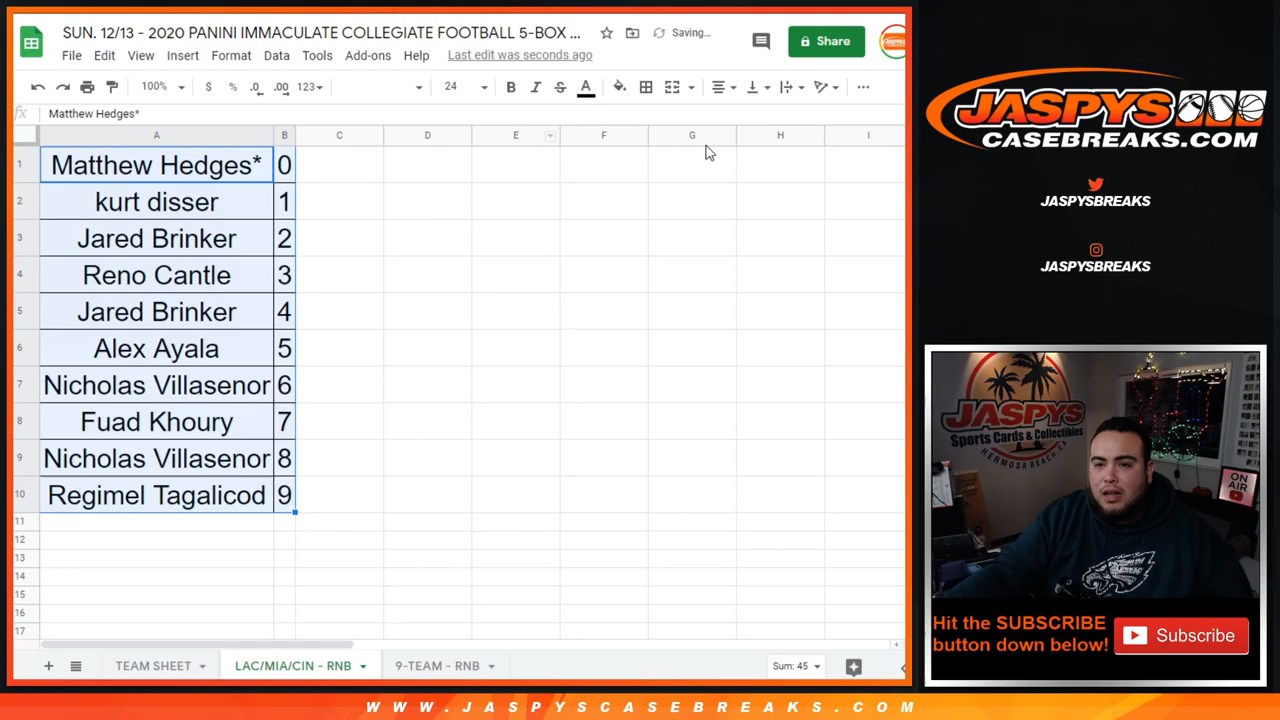 SUN. 12/13 - 2020 PANINI IMMACULATE COLLEGIATE FOOTBALL 5-BOX ...
Saving...
Share
File Edit View Insert Format Data Tools Add-ons Help Last edit was seconds ago
100% $ % .0 .00 123 24 B I S A
fx Matthew Hedges*
A B C D E F G H I
1 Matthew Hedges* 0
2 kurt disser 1
3 Jared Brinker 2
4 Reno Cantle 3
5 Jared Brinker 4
6 Alex Ayala 5
7 Nicholas Villasenor 6
8 Fuad Khoury 7
9 Nicholas Villasenor 8
10 Regimel Tagalicod 9
11
12
13
14
15
16
17
TEAM SHEET LAC/MIA/CIN - RNB 9-TEAM - RNB Sum: 45
JASPYS
CASEBREAKS.COM
JASPYSBREAKS
JASPYSBREAKS
JASPYS
Sports Cards & Collectibles
HERMOSA BEACH, CA
ON AIR
Hit the SUBSCRIBE
button down below!
Subscribe
WWW.JASPYSCASEBREAKS.COM